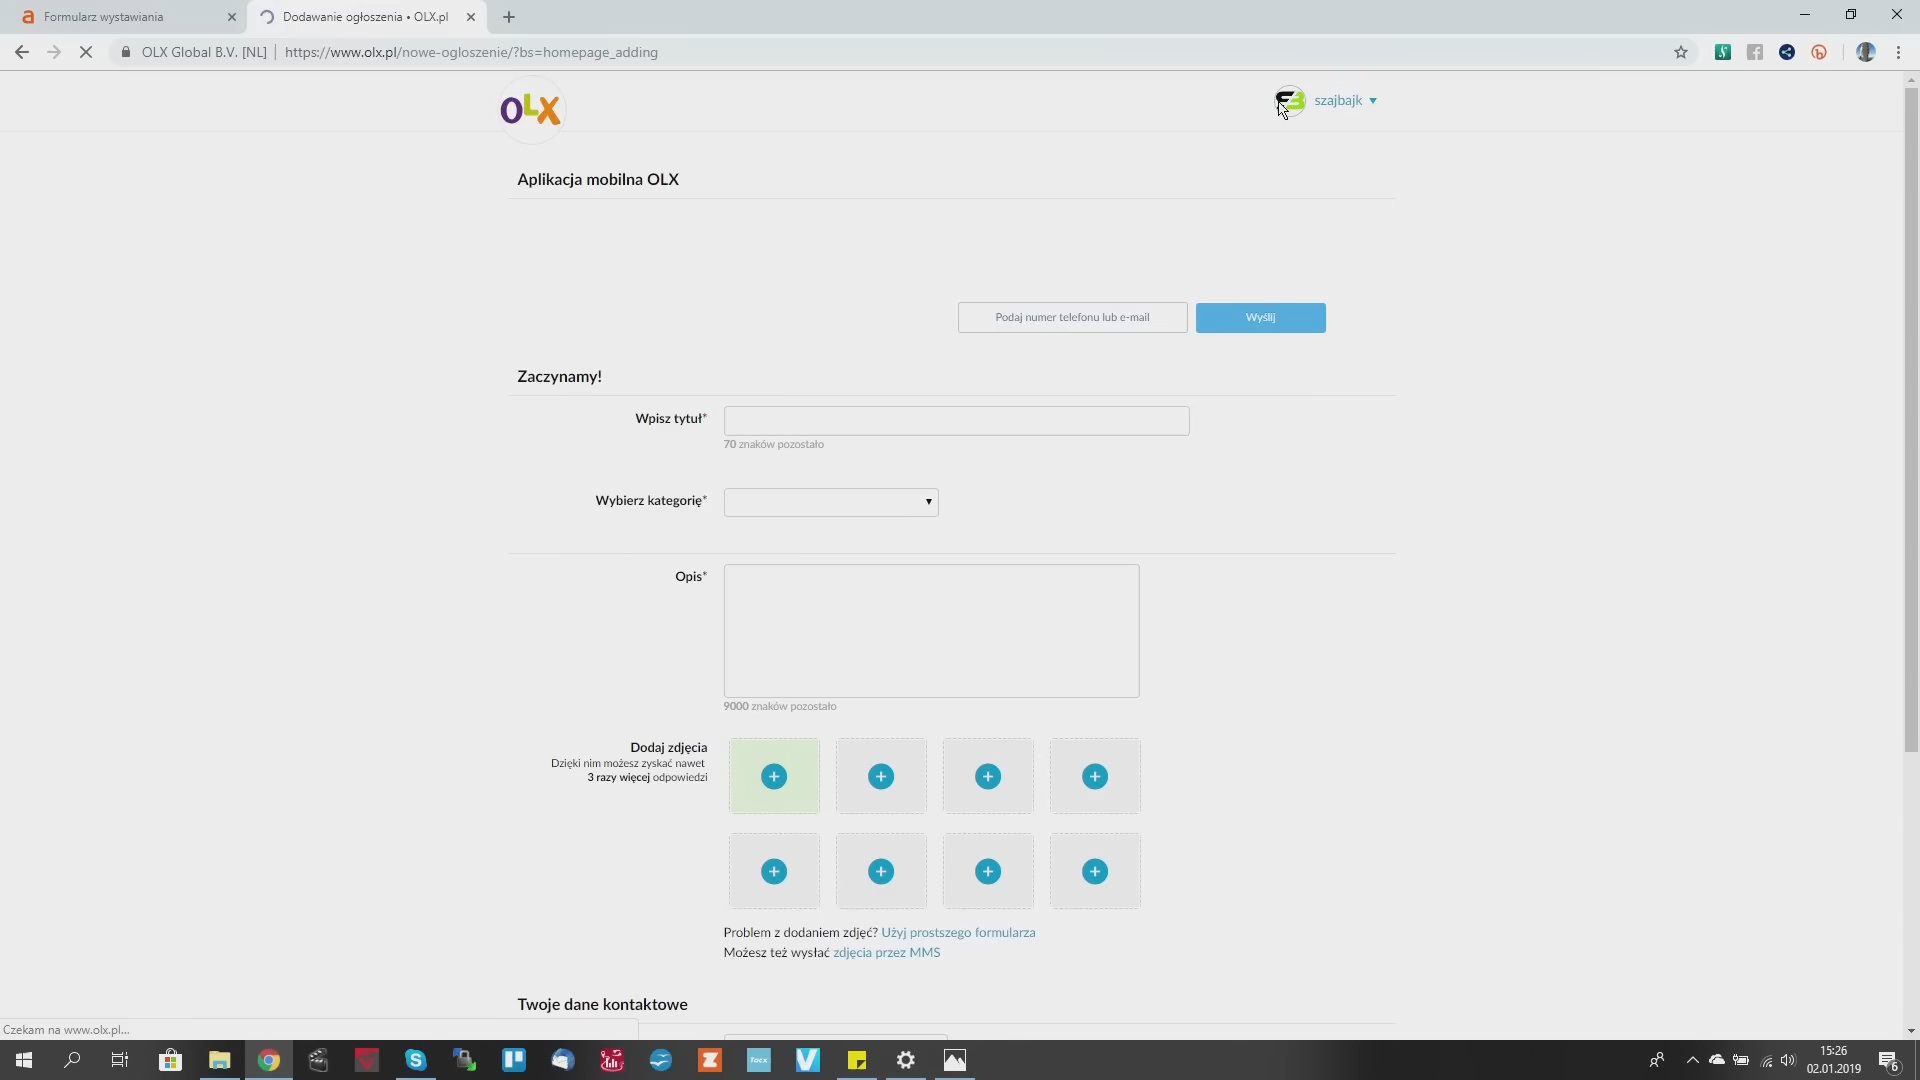 Formularz wystawiania
Dodawanie ogłoszenia • OLX.pl
OLX Global B.V. [NL]
https://www.olx.pl/nowe-ogloszenie/?bs=homepage_adding
OLX
szajbajk
Aplikacja mobilna OLX
Podaj numer telefonu lub e-mail
Wyślij
Zaczynamy!
Wpisz tytuł*
70 znaków pozostało
Wybierz kategorię*
Opis*
9000 znaków pozostało
Dodaj zdjęcia
Dzięki nim możesz zyskać nawet
3 razy więcej odpowiedzi
Problem z dodaniem zdjęć? Użyj prostszego formularza
Możesz też wysłać zdjęcia przez MMS
Twoje dane kontaktowe
Czekam na www.olx.pl...
Tacx
15:26
02.01.2019
6